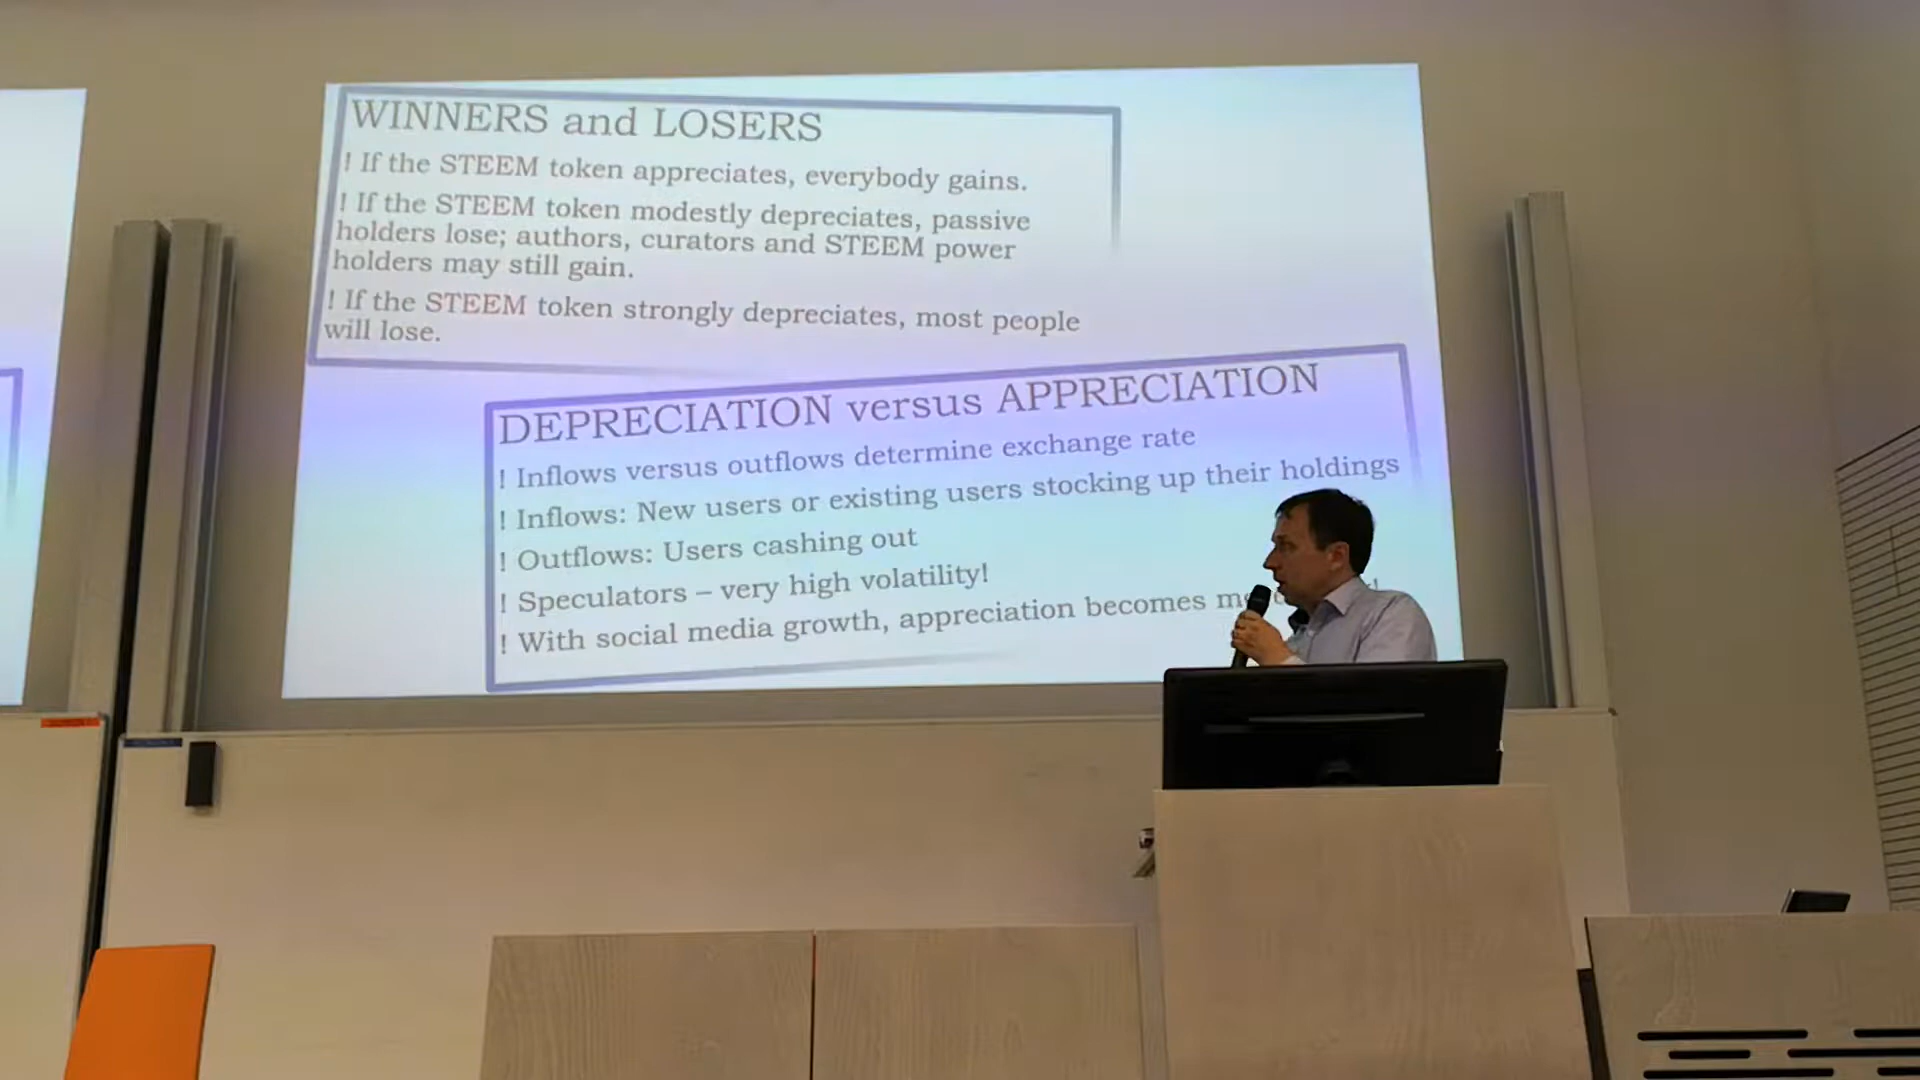 WINNERS and LOSERS
! If the STEEM token appreciates, everybody gains.
! If the STEEM token modestly depreciates, passive
holders lose; authors, curators and STEEM power
holders may still gain.
! If the STEEM token strongly depreciates, most people
will lose.
DEPRECIATION versus APPRECIATION
! Inflows versus outflows determine exchange rate
! Inflows: New users or existing users stocking up their holdings
! Outflows: Users cashing out
! Speculators – very high volatility!
! With social media growth, appreciation becomes